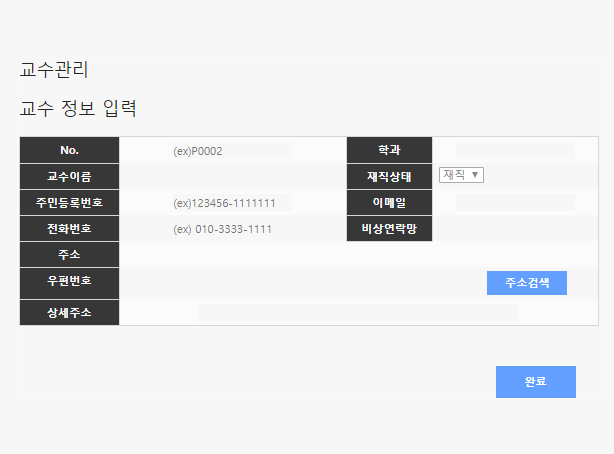 교수관리
교수 정보 입력
No. (ex)P0002 학과
교수이름 재직상태 재직 ▼
주민등록번호 (ex)123456-1111111 이메일
전화번호 (ex) 010-3333-1111 비상연락망
주소
우편번호 주소검색
상세주소
완료